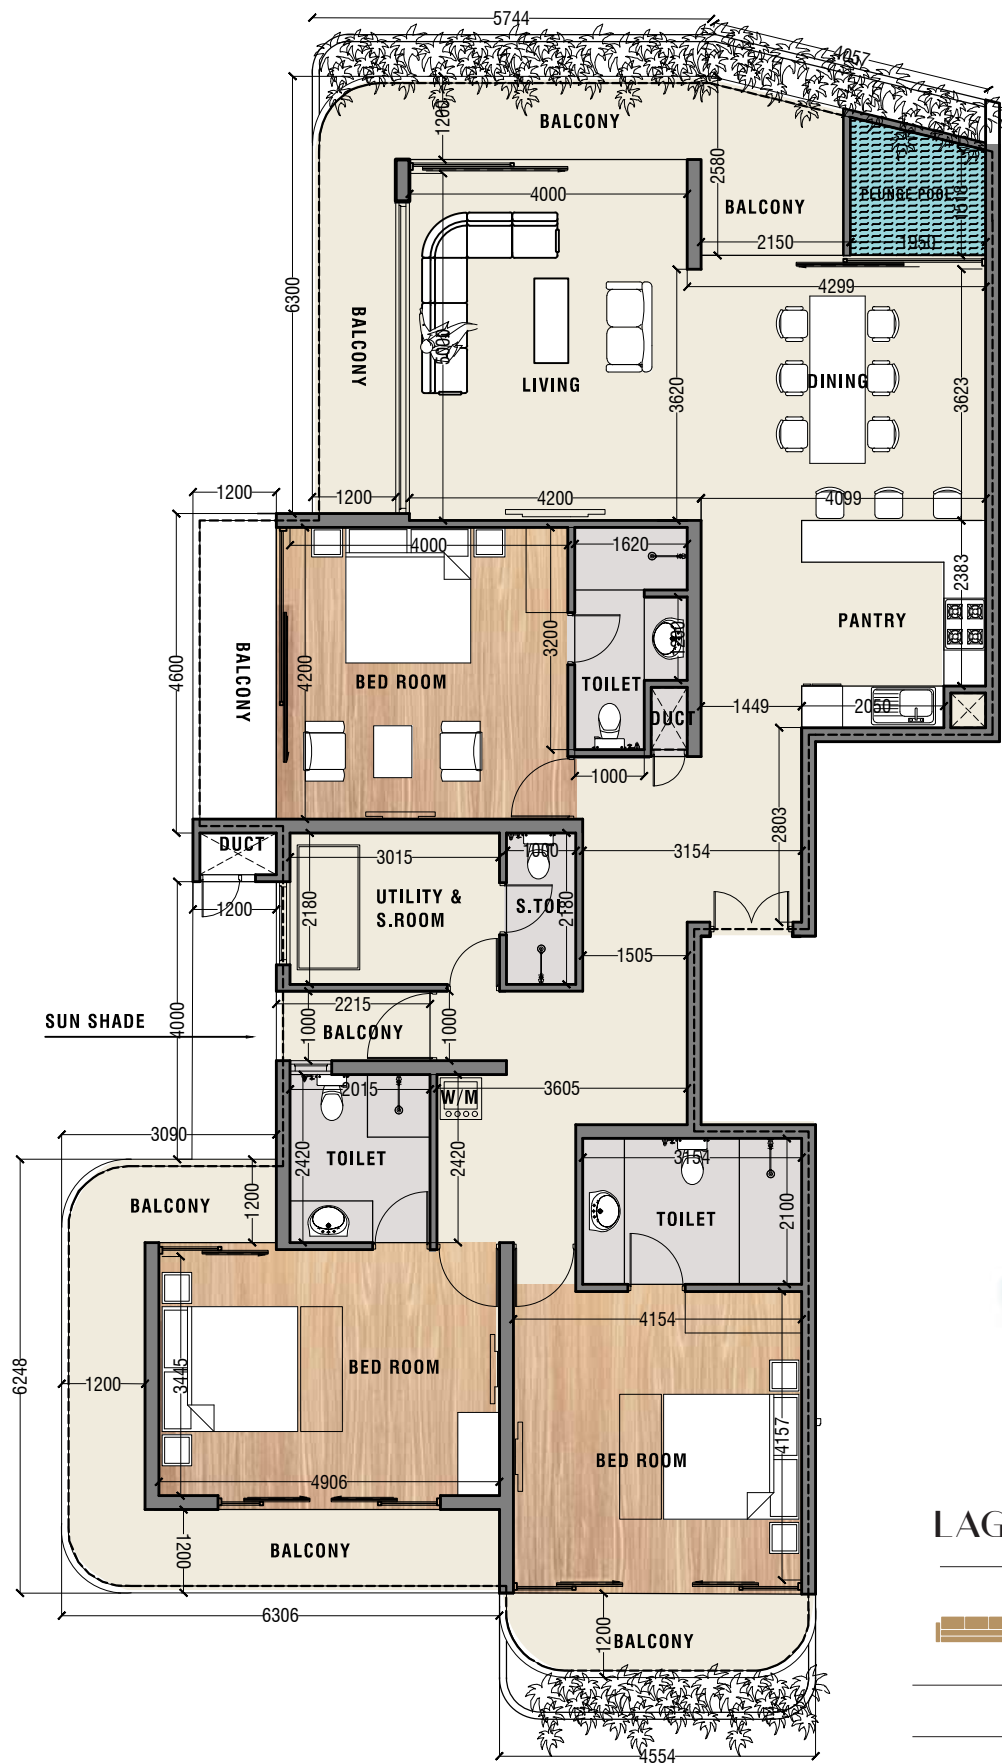 5744
4057
BALCONY
1200
2580
4000
BALCONY
PLUNGE POOL
1518
2150
1950
4299
6300
BALCONY
LIVING
DINING
3620
3623
1200
1200
4200
4099
4000
1620
2383
3200
PANTRY
4600
BALCONY
4200
BED ROOM
TOILET
DUCT
1449
2050
1000
2803
DUCT
3015
1000
3154
UTILITY &
S.ROOM
2180
S.TOI
2180
1200
1505
SUN SHADE
4000
2215
1000
BALCONY
1000
2015
W/M
3605
3090
2420
TOILET
2420
3154
BALCONY
1200
TOILET
2100
4154
6248
1200
3445
BED ROOM
4157
BED ROOM
4906
1200
BALCONY
LAG
6306
1200
BALCONY
4554